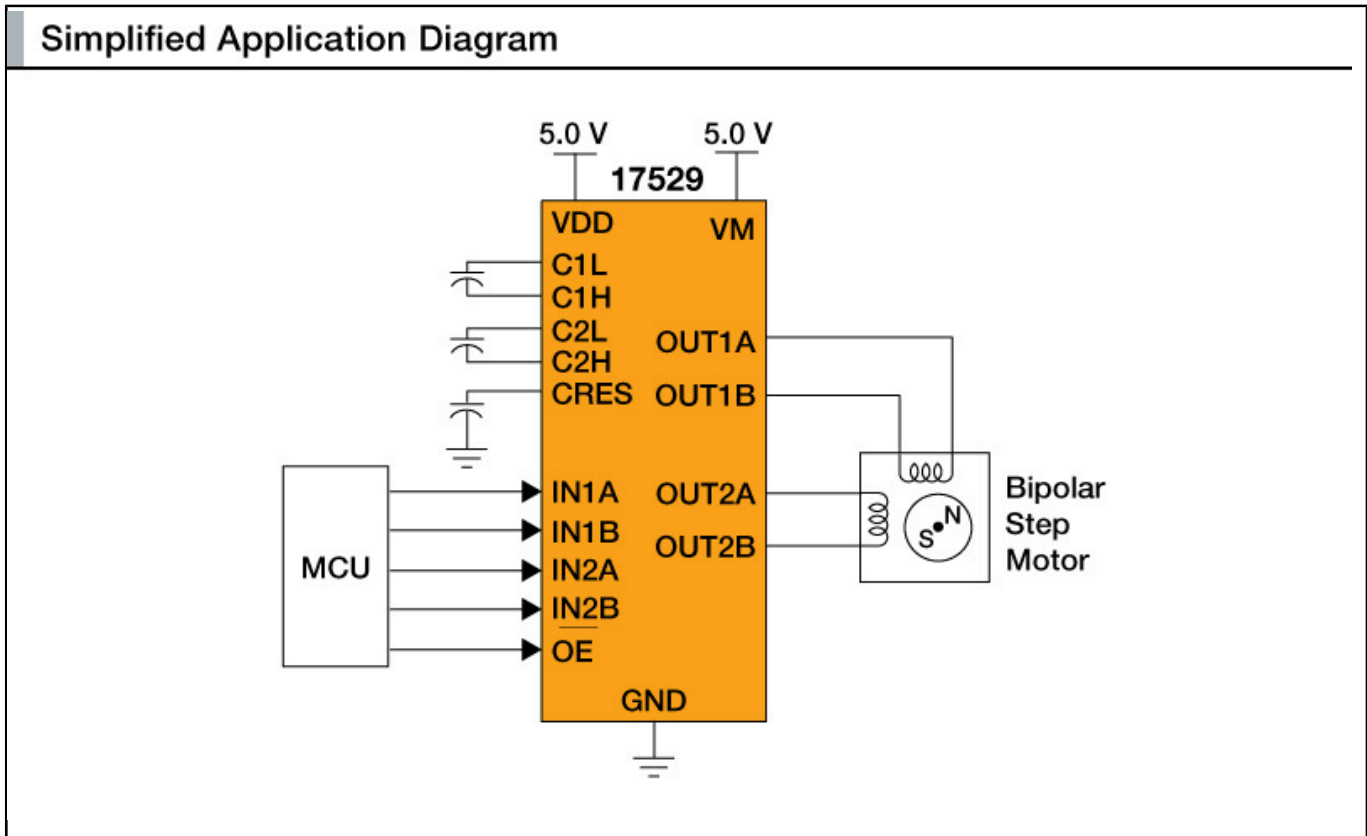 Simplified Application Diagram
5.0 V
5.0 V
17529
VDD
VM
C1L
C1H
C2L
C2H
CRES
OUT1A
OUT1B
IN1A
IN1B
IN2A
IN2B
OE
OUT2A
OUT2B
GND
MCU
S
N
Bipolar
Step
Motor